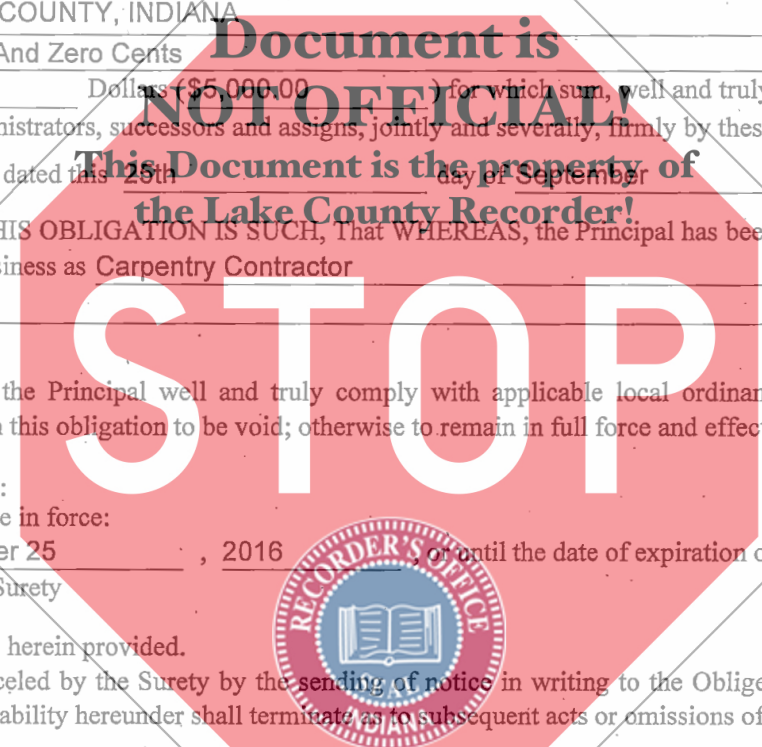 COUNTY, INDIANA
And Zero Cents
Document is
Dollars ($5,000.00 ) for which sum, well and truly
NOT OFFICIAL!
nistrators, successors and assigns, jointly and severally, firmly by thes
This Document is the property of
dated this 25th day of September
the Lake County Recorder!
HIS OBLIGATION IS SUCH, That WHEREAS, the Principal has bee
siness as Carpentry Contractor
STOP
the Principal well and truly comply with applicable local ordinan
n this obligation to be void; otherwise to remain in full force and effec
:
e in force:
er 25 , 2016 , or until the date of expiration o
Surety
RECORDER'S OFFICE
herein provided.
celed by the Surety by the sending of notice in writing to the Oblige
SEAL
ability hereunder shall terminate as to subsequent acts or omissions of
INDIANA